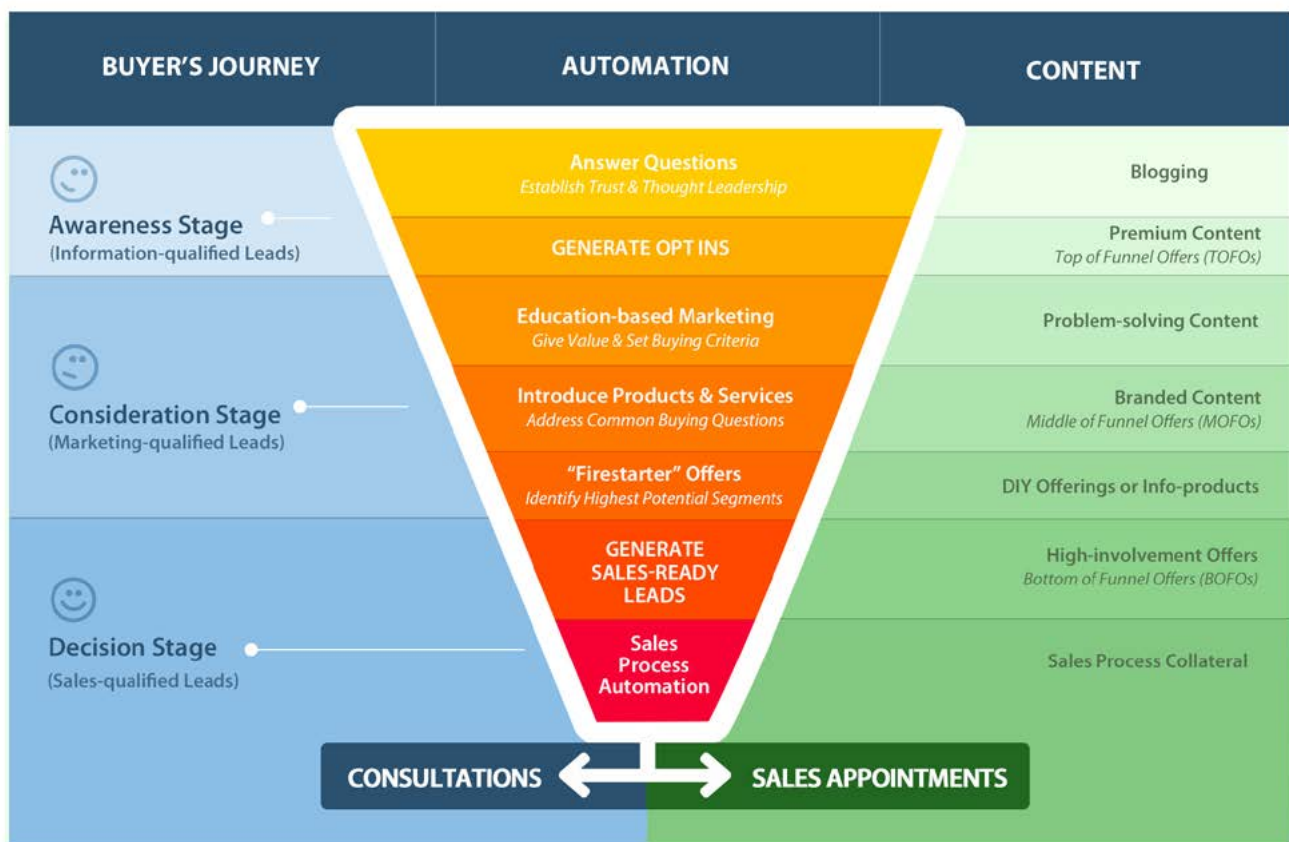 BUYER'S JOURNEY
AUTOMATION
CONTENT
Awareness Stage
(Information-qualified Leads)
Answer Questions
Establish Trust & Thought Leadership
Blogging
GENERATE OPT INS
Premium Content
Top of Funnel Offers (TOFOs)
Consideration Stage
(Marketing-qualified Leads)
Education-based Marketing
Give Value & Set Buying Criteria
Problem-solving Content
Introduce Products & Services
Address Common Buying Questions
Branded Content
Middle of Funnel Offers (MOFOs)
“Firestarter” Offers
Identify Highest Potential Segments
DIY Offerings or Info-products
Decision Stage
(Sales-qualified Leads)
GENERATE
SALES-READY
LEADS
High-involvement Offers
Bottom of Funnel Offers (BOFOs)
Sales
Process
Automation
Sales Process Collateral
CONSULTATIONS
SALES APPOINTMENTS